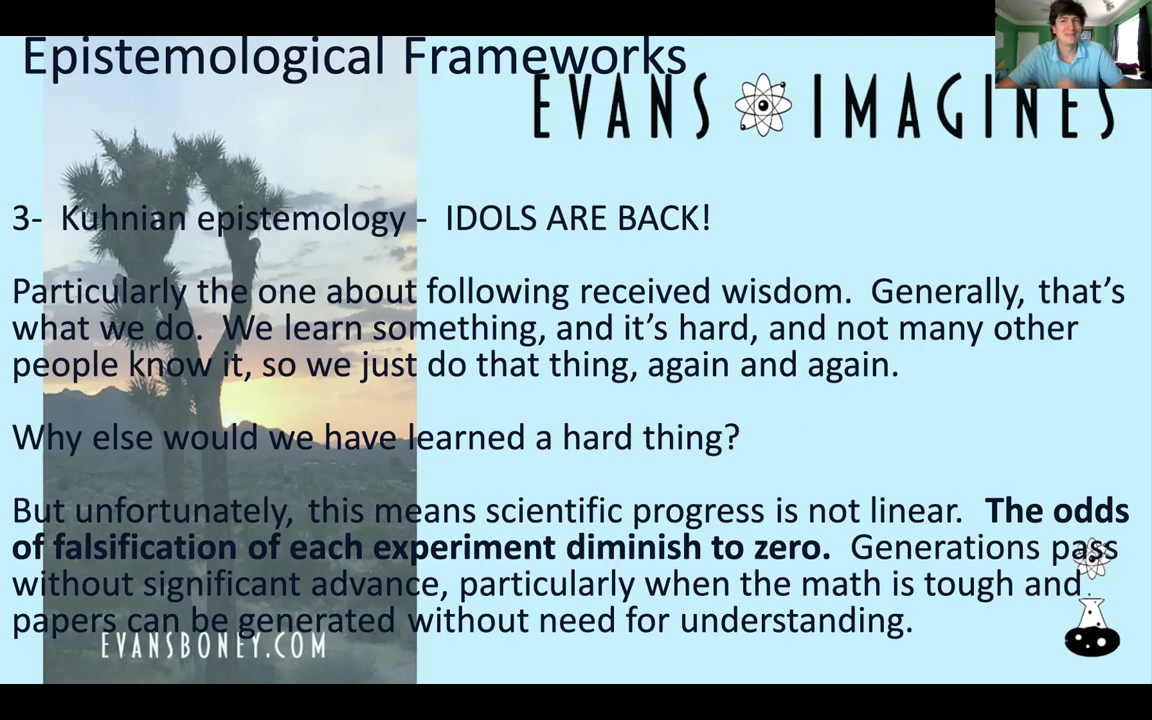 Epistemological Frameworks
EVANS IMAGINES
3- Kuhnian epistemology - IDOLS ARE BACK!
Particularly the one about following received wisdom. Generally, that's
what we do. We learn something, and it's hard, and not many other
people know it, so we just do that thing, again and again.
Why else would we have learned a hard thing?
But unfortunately, this means scientific progress is not linear. The odds
of falsification of each experiment diminish to zero. Generations pass
without significant advance, particularly when the math is tough and
papers can be generated without need for understanding.
EVANSBONEY.COM